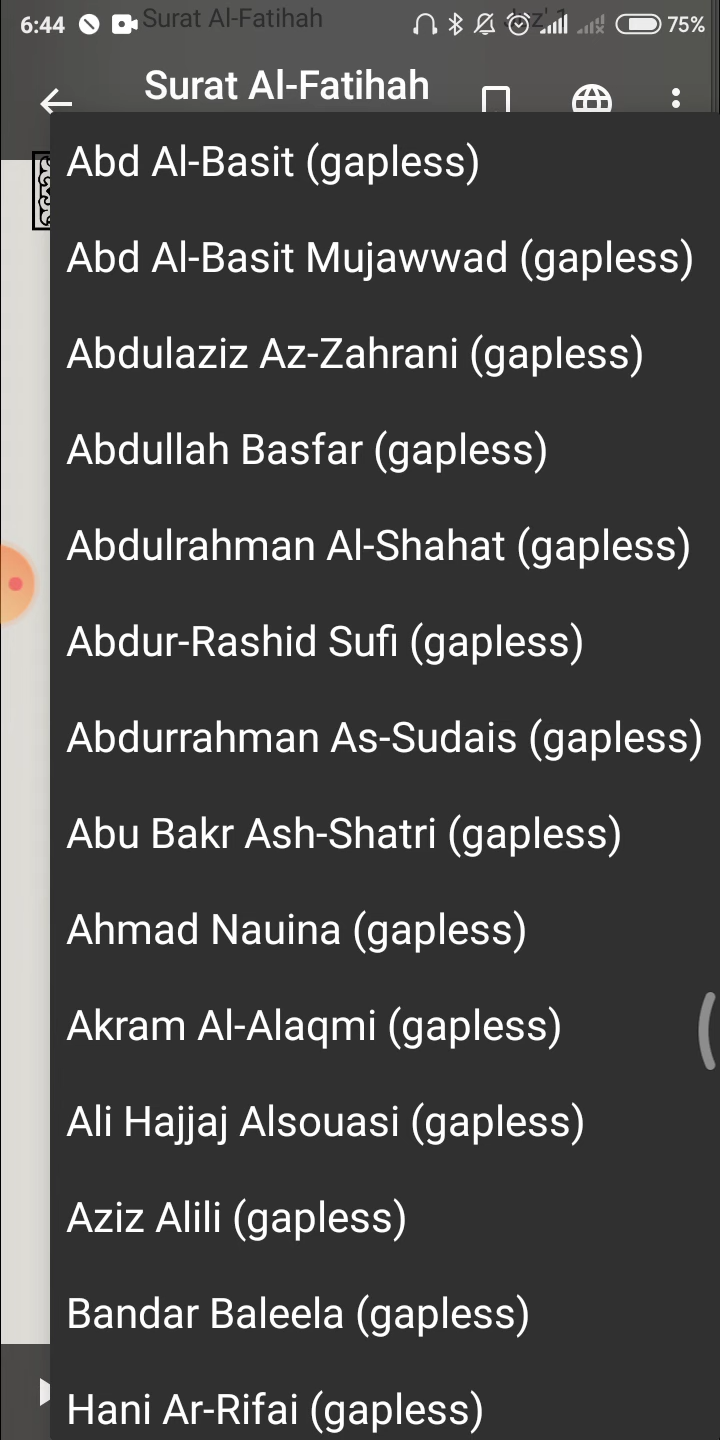 6:44
75%
Surat Al-Fatihah
Surat Al-Fatihah
Abd Al-Basit (gapless)
Abd Al-Basit Mujawwad (gapless)
Abdulaziz Az-Zahrani (gapless)
Abdullah Basfar (gapless)
Abdulrahman Al-Shahat (gapless)
Abdur-Rashid Sufi (gapless)
Abdurrahman As-Sudais (gapless)
Abu Bakr Ash-Shatri (gapless)
Ahmad Nauina (gapless)
Akram Al-Alaqmi (gapless)
Ali Hajjaj Alsouasi (gapless)
Aziz Alili (gapless)
Bandar Baleela (gapless)
Hani Ar-Rifai (gapless)